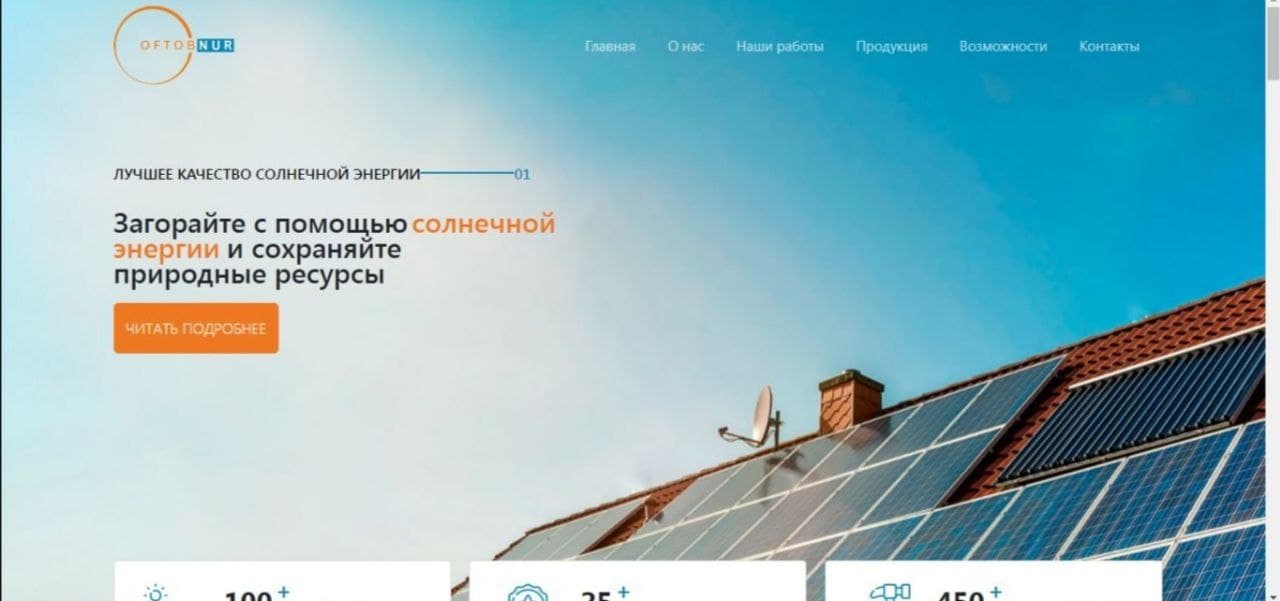 OFTOBNUR
Главная О нас Наши работы Продукция Возможности Контакты
ЛУЧШЕЕ КАЧЕСТВО СОЛНЕЧНОЙ ЭНЕРГИИ 01
Загорайте с помощью солнечной
энергии и сохраняйте
природные ресурсы
ЧИТАТЬ ПОДРОБНЕЕ
100+ 25+ 450+